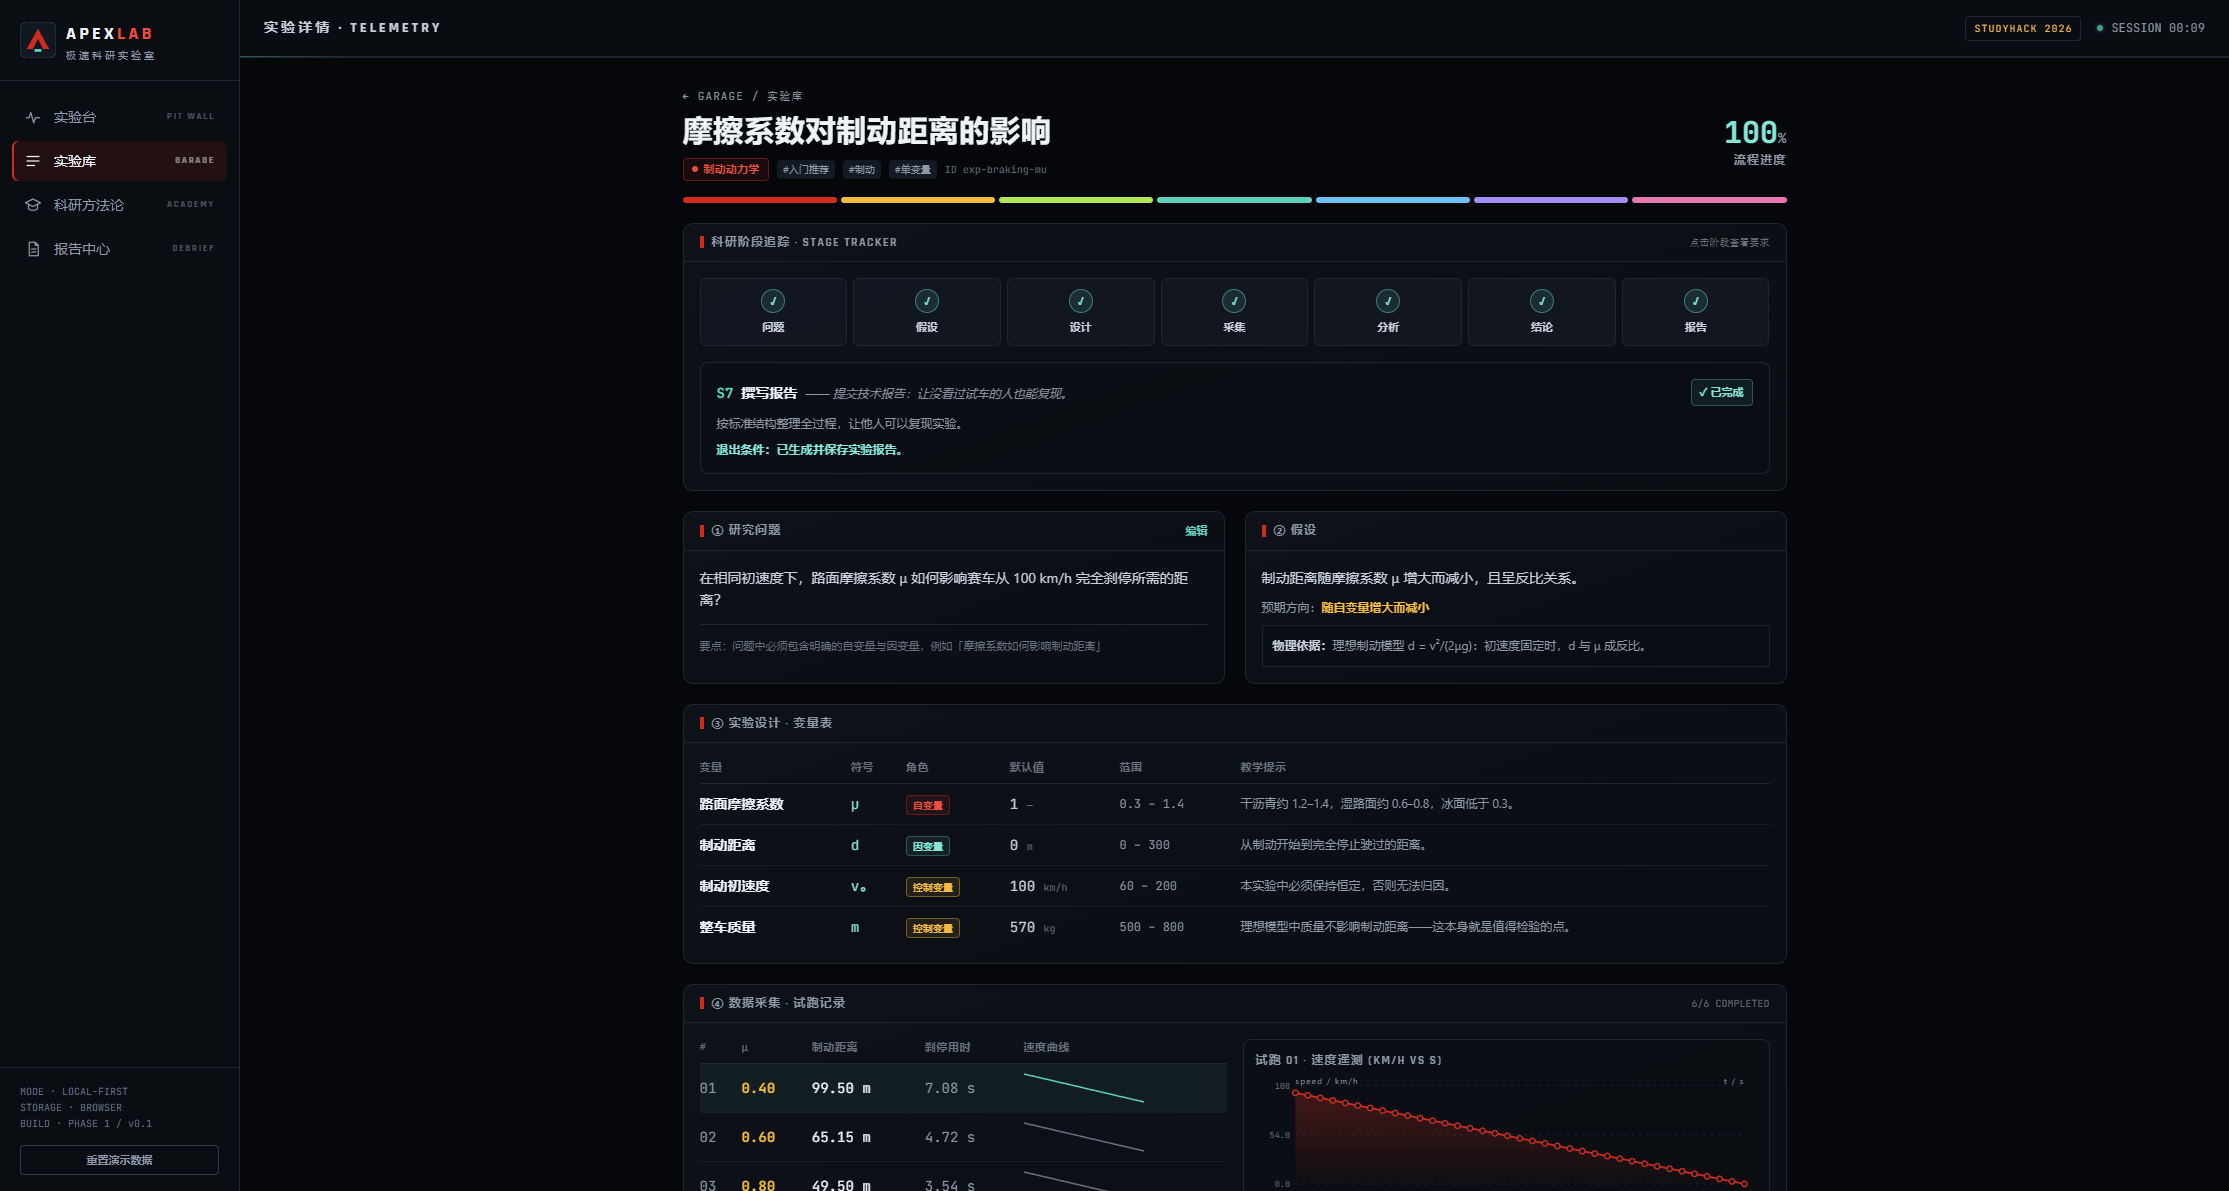 APEXLAB
极速科研实验室
实验详情 · TELEMETRY
STUDYHACK 2026
SESSION 00:09
实验台 PIT WALL
实验库 GARAGE
科研方法论 ACADEMY
报告中心 DEBRIEF
← GARAGE / 实验库
摩擦系数对制动距离的影响
100%
流程进度
制动动力学 #入门推荐 #制动 #单变量 ID exp-braking-mu
科研阶段追踪 · STAGE TRACKER
点击阶段查看要求
✓ ✓ ✓ ✓ ✓ ✓ ✓
问题 假设 设计 采集 分析 结论 报告
S7 撰写报告 —— 提交技术报告：让没看过试车的人也能复现。
✓ 已完成
按标准结构整理全过程，让他人可以复现实验。
退出条件：已生成并保存实验报告。
① 研究问题
编辑
在相同初速度下，路面摩擦系数 μ 如何影响赛车从 100 km/h 完全刹停所需的距
离？
要点：问题中必须包含明确的自变量与因变量，例如「摩擦系数如何影响制动距离」
② 假设
制动距离随摩擦系数 μ 增大而减小，且呈反比关系。
预期方向：随自变量增大而减小
物理依据：理想制动模型 d = v²/(2μg)：初速度固定时，d 与 μ 成反比。
③ 实验设计 · 变量表
变量 符号 角色 默认值 范围 教学提示
路面摩擦系数 μ 自变量 1 — 0.3 – 1.4 干沥青约 1.2–1.4，湿路面约 0.6–0.8，冰面低于 0.3。
制动距离 d 因变量 0 m 0 – 300 从制动开始到完全停止驶过的距离。
制动初速度 v₀ 控制变量 100 km/h 60 – 200 本实验中必须保持恒定，否则无法归因。
整车质量 m 控制变量 570 kg 500 – 800 理想模型中质量不影响制动距离——这本身就是值得检验的点。
④ 数据采集 · 试跑记录
6/6 COMPLETED
# μ 制动距离 刹停用时 速度曲线
01 0.40 99.50 m 7.08 s
02 0.60 65.15 m 4.72 s
03 0.80 49.50 m 3.54 s
试跑 01 · 速度遥测 (KM/H VS S)
speed / km/h
t / s
108
54.0
0.0
MODE · LOCAL-FIRST
STORAGE · BROWSER
BUILD · PHASE 1 / v0.1
重置演示数据